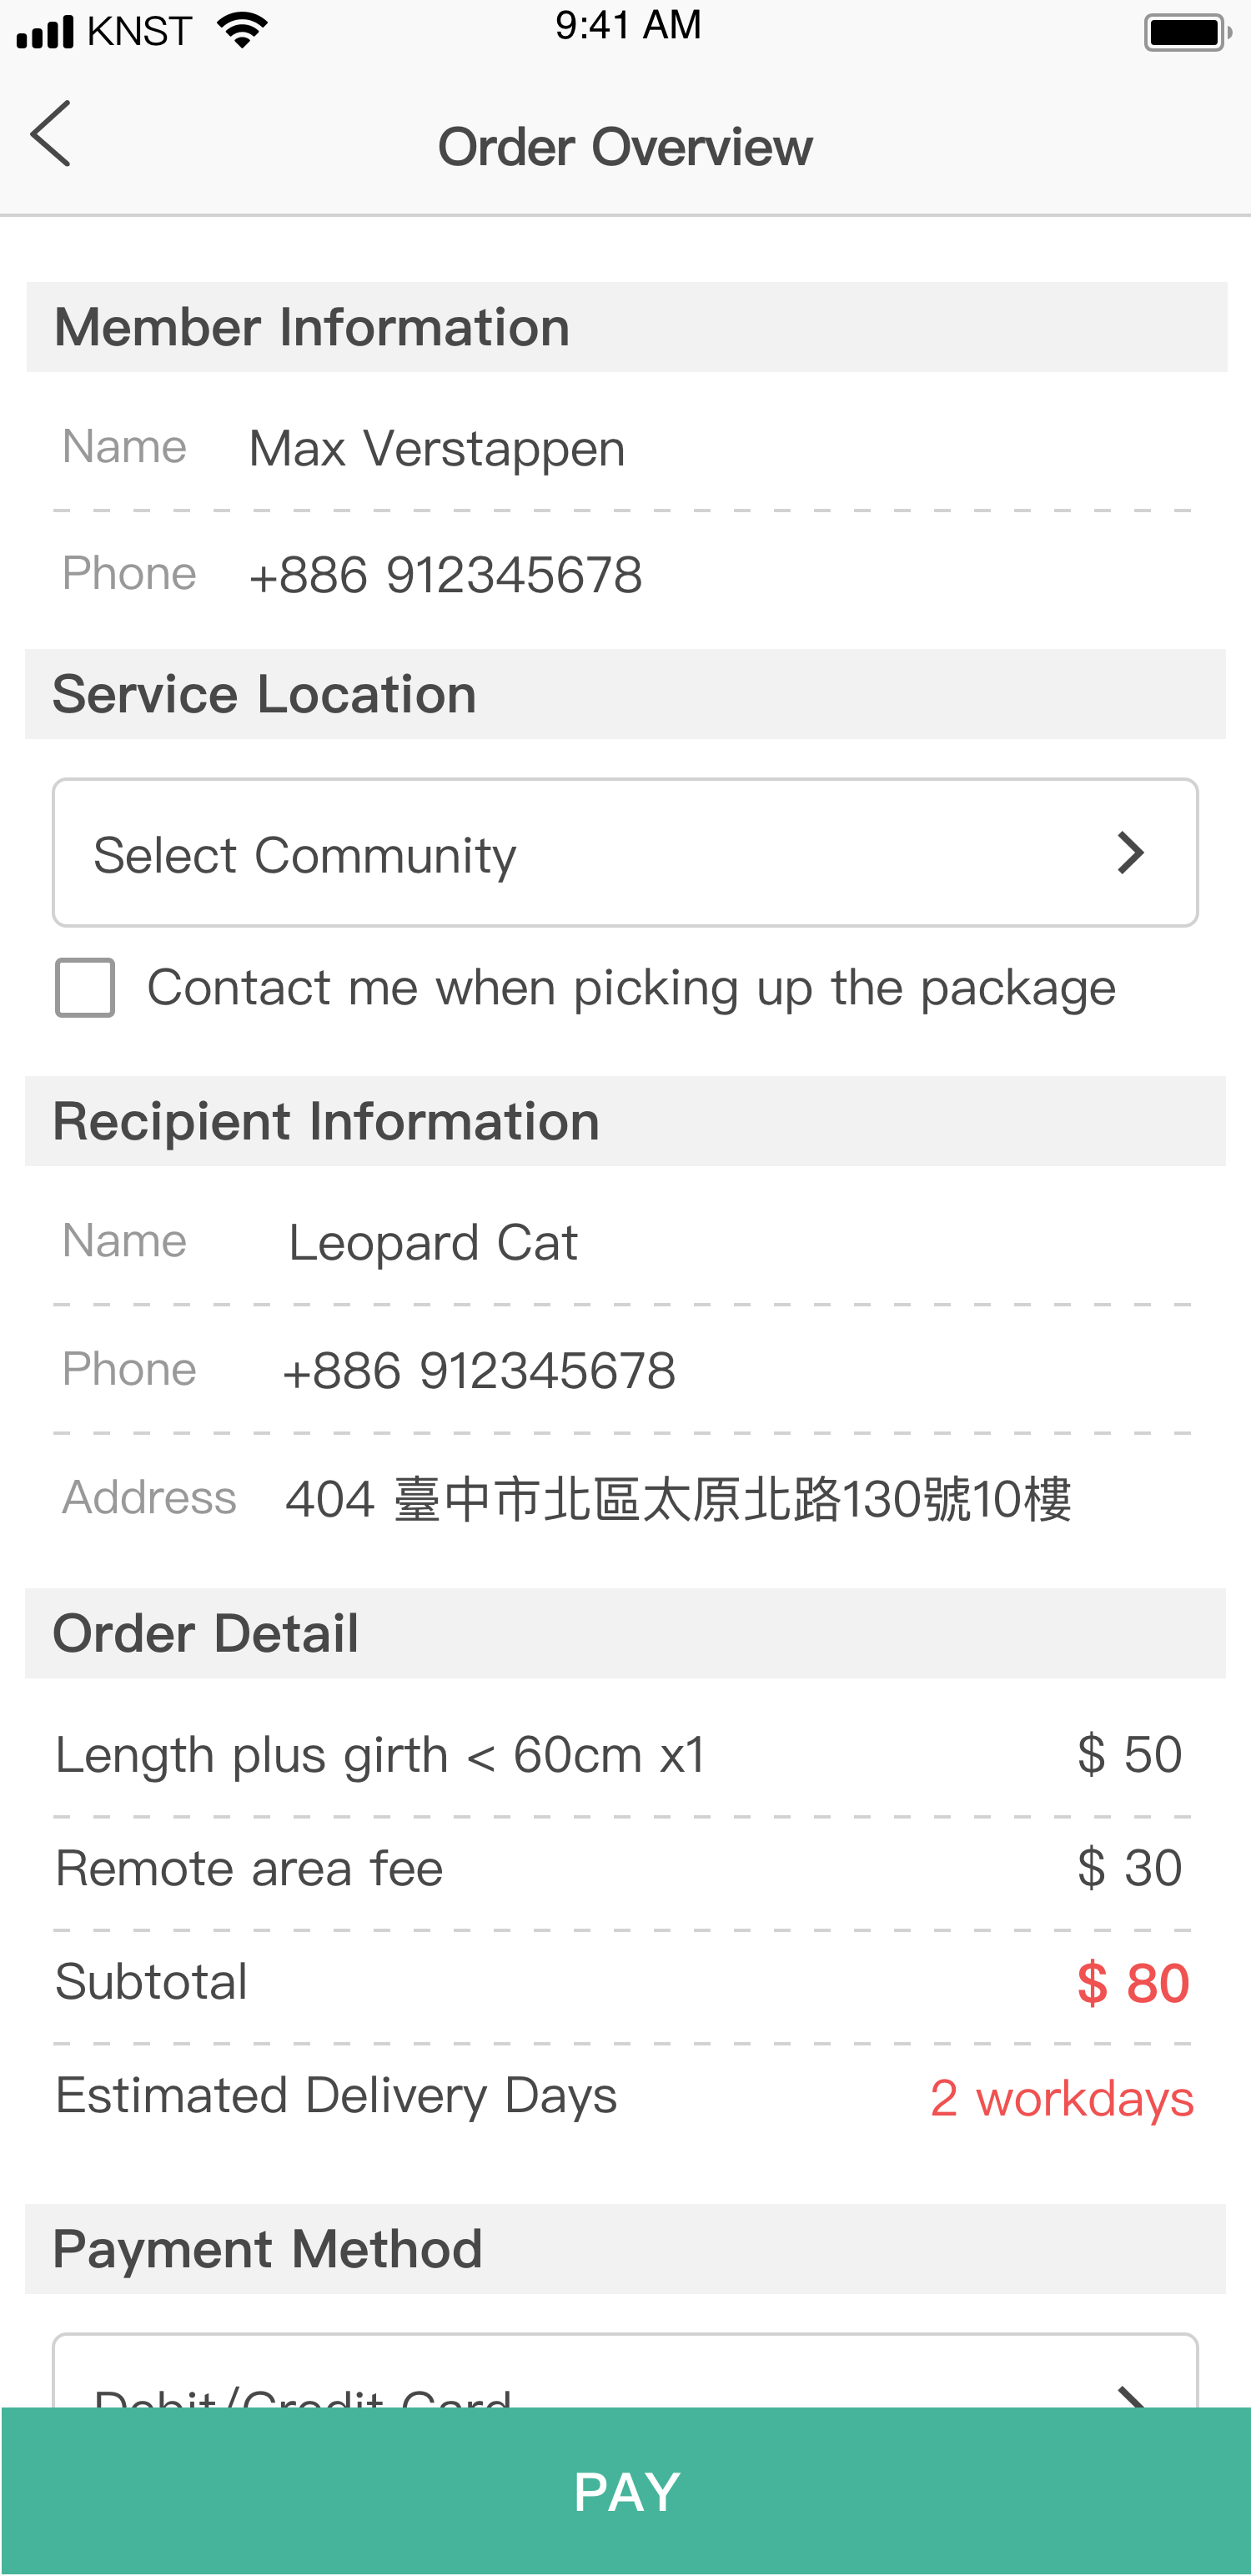 KNST 9:41 AM
Order Overview
Member Information
Name Max Verstappen
Phone +886 912345678
Service Location
Select Community
Contact me when picking up the package
Recipient Information
Name Leopard Cat
Phone +886 912345678
Address 404 臺中市北區太原北路130號10樓
Order Detail
Length plus girth < 60cm x1 $ 50
Remote area fee $ 30
Subtotal $ 80
Estimated Delivery Days 2 workdays
Payment Method
Debit/Credit Card
PAY